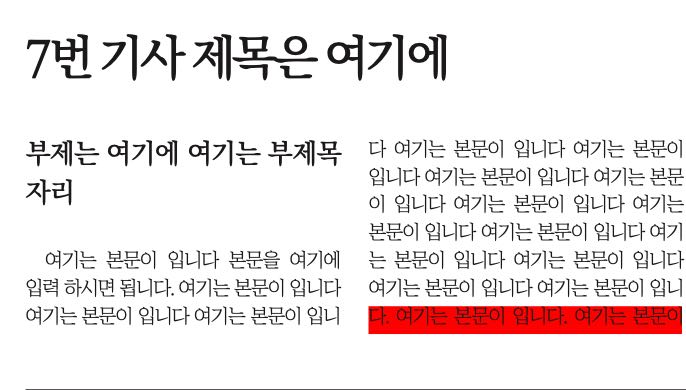 7번 기사 제목은 여기에
부제는 여기에 여기는 부제목
자리
여기는 본문이 입니다 본문을 여기에
입력 하시면 됩니다. 여기는 본문이 입니다
여기는 본문이 입니다 여기는 본문이 입니
다 여기는 본문이 입니다 여기는 본문이
입니다 여기는 본문이 입니다 여기는 본문
이 입니다 여기는 본문이 입니다 여기는
본문이 입니다 여기는 본문이 입니다 여기
는 본문이 입니다 여기는 본문이 입니다
여기는 본문이 입니다 여기는 본문이 입니
다. 여기는 본문이 입니다. 여기는 본문이